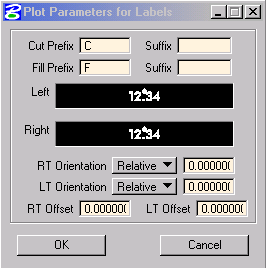 Plot Parameters for Labels
Cut Prefix C Suffix
Fill Prefix F Suffix
Left 12.34
Right 12.34
RT Orientation Relative 0.000000
LT Orientation Relative 0.000000
RT Offset 0.000000 LT Offset 0.000000
OK Cancel